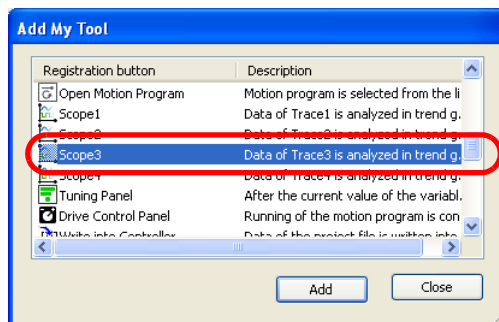 Add My Tool
Registration button Description
Open Motion Program Motion program is selected from the li
Scope1 Data of Trace1 is analyzed in trend g.
Scope2 Data of Trace2 is analyzed in trend g.
Scope3 Data of Trace3 is analyzed in trend g.
Scope4 Data of Trace4 is analyzed in trend g.
Tuning Panel After the current value of the variabl.
Drive Control Panel Running of the motion program is con
Write into Controller Data of the project file is written into
Add Close